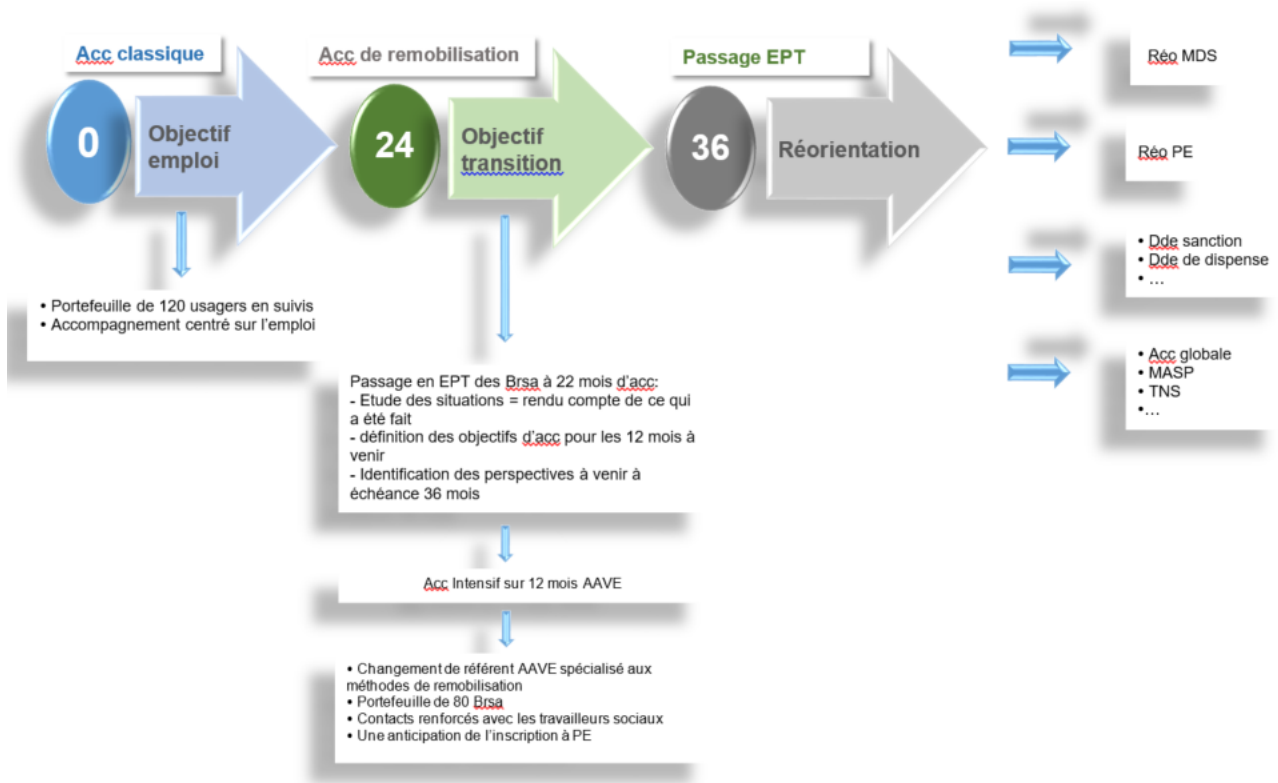 Acc classique
0
Objectif
emploi
Acc de remobilisation
24
Objectif
transition
Passage EPT
36
Réorientation
• Portefeuille de 120 usagers en suivis
• Accompagnement centré sur l'emploi
Passage en EPT des Brsa à 22 mois d'acc:
- Etude des situations = rendu compte de ce qui
a été fait
- définition des objectifs d'acc pour les 12 mois à
venir
- Identification des perspectives à venir à
échéance 36 mois
Acc Intensif sur 12 mois AAVE
• Changement de référent AAVE spécialisé aux
méthodes de remobilisation
• Portefeuille de 80 Brsa
• Contacts renforcés avec les travailleurs sociaux
• Une anticipation de l'inscription à PE
Réo MDS
Réo PE
• Dde sanction
• Dde de dispense
• ...
• Acc globale
• MASP
• TNS
•...